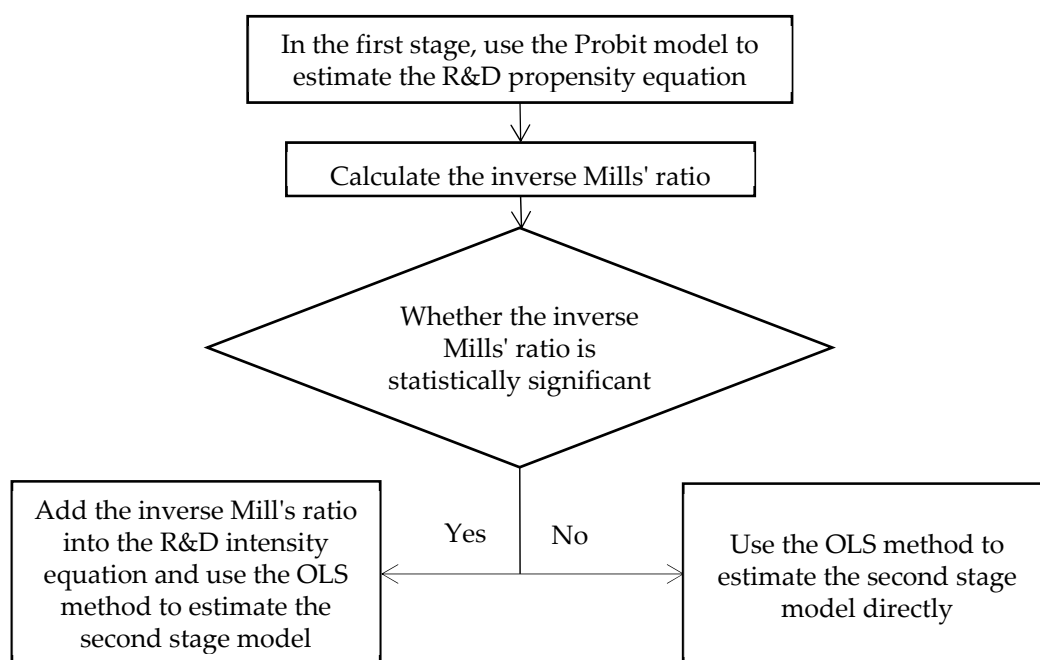 In the first stage, use the Probit model to
estimate the R&D propensity equation
Calculate the inverse Mills' ratio
Whether the inverse
Mills' ratio is
statistically significant
Yes
No
Add the inverse Mill's ratio
into the R&D intensity
equation and use the OLS
method to estimate the
second stage model
Use the OLS method to
estimate the second stage
model directly